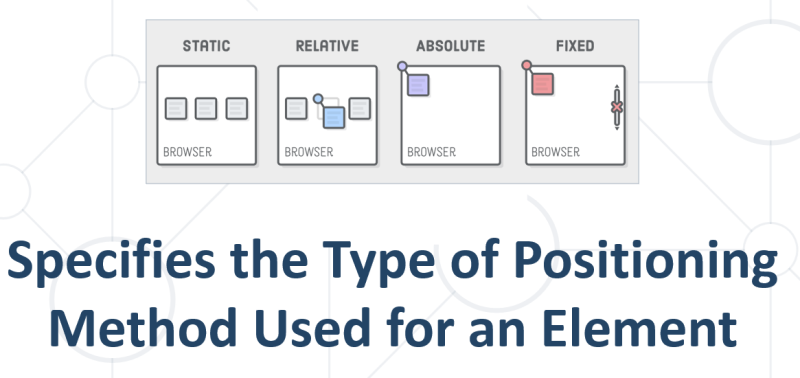 STATIC RELATIVE ABSOLUTE FIXED
BROWSER BROWSER BROWSER BROWSER
Specifies the Type of Positioning
Method Used for an Element